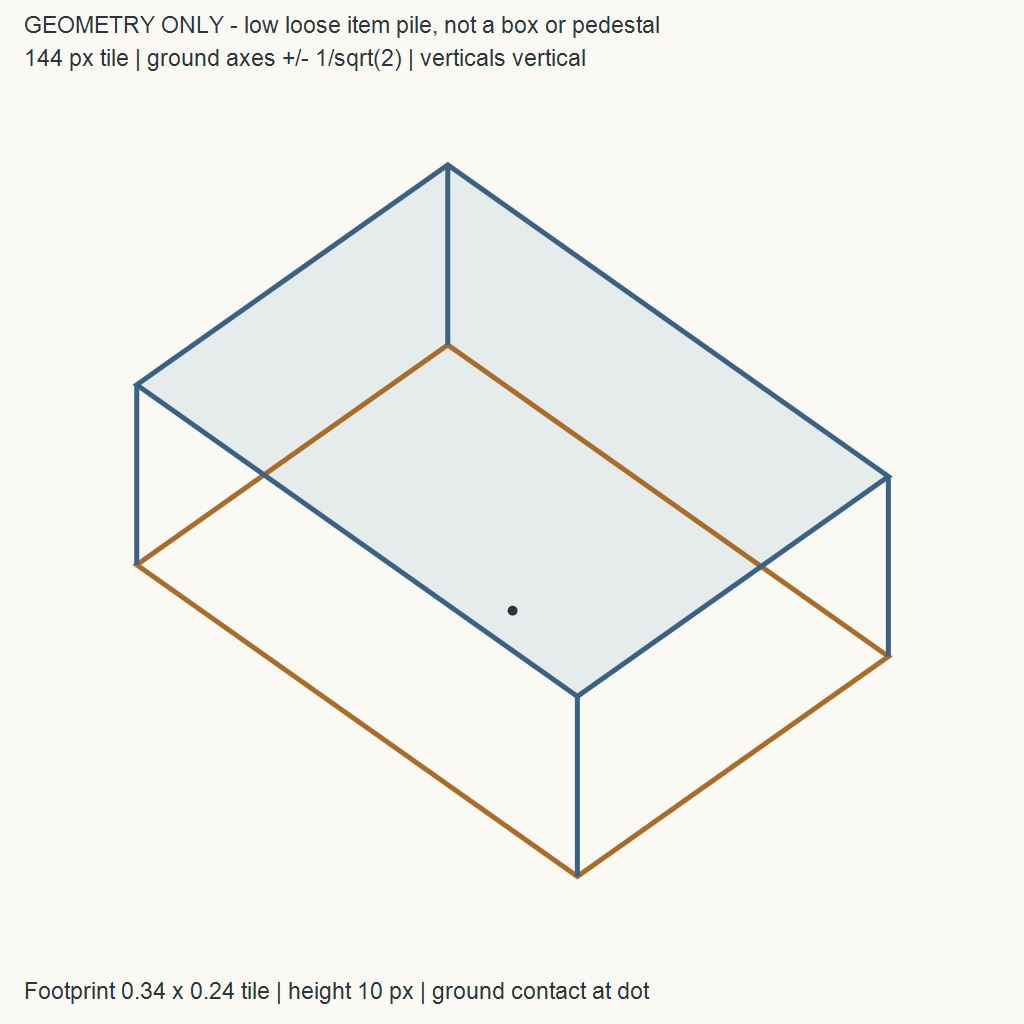 GEOMETRY ONLY - low loose item pile, not a box or pedestal
144 px tile | ground axes +/- 1/sqrt(2) | verticals vertical
Footprint 0.34 x 0.24 tile | height 10 px | ground contact at dot